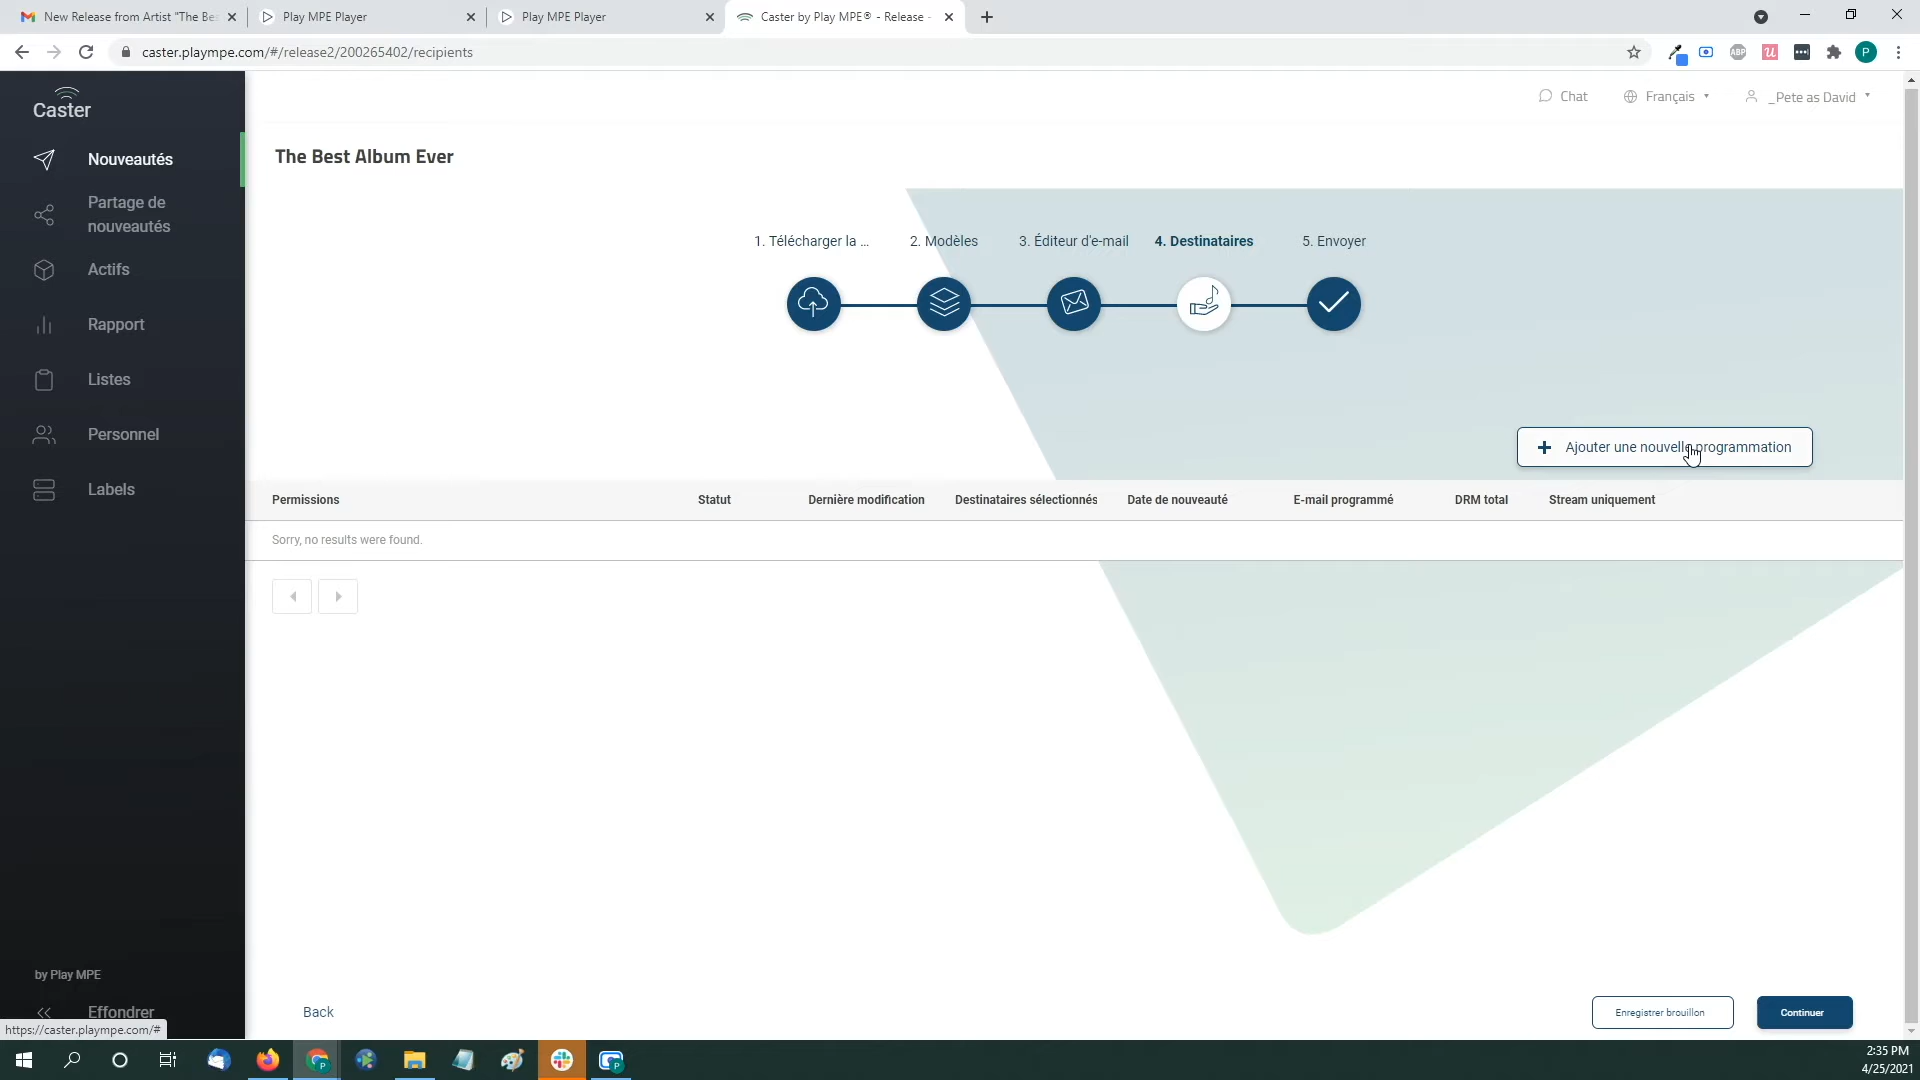 New Release from Artist "The Be
Play MPE Player
Play MPE Player
Caster by Play MPE® - Release -
caster.plaympe.com/#/release2/200265402/recipients
ABP
P
Caster
Chat
Français
_Pete as David
Nouveautés
The Best Album Ever
Partage de
nouveautés
1. Télécharger la ...
2. Modèles
3. Éditeur d'e-mail
4. Destinataires
5. Envoyer
Actifs
Rapport
Listes
Personnel
Ajouter une nouvelle programmation
Labels
Permissions
Statut
Dernière modification
Destinataires sélectionnés
Date de nouveauté
E-mail programmé
DRM total
Stream uniquement
Sorry, no results were found.
by Play MPE
Effondrer
Back
Enregistrer brouillon
Continuer
https://caster.plaympe.com/#
2:35 PM
4/25/2021